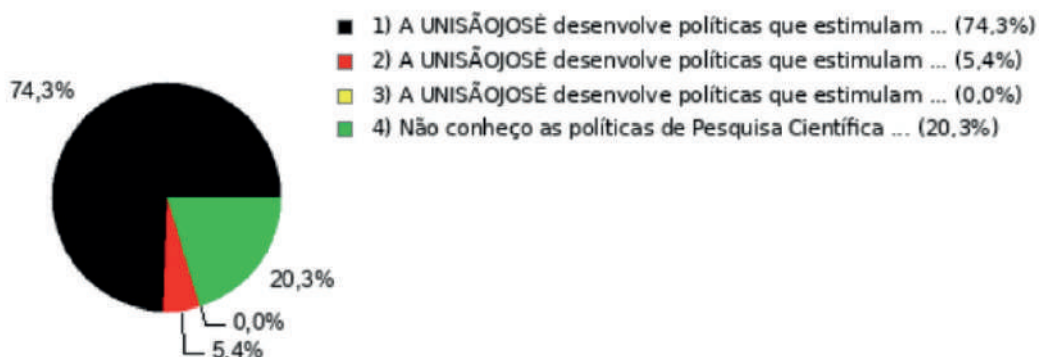 1) A UNISÃOJOSÉ desenvolve políticas que estimulam ... (74,3%)
2) A UNISÃOJOSÉ desenvolve políticas que estimulam ... (5,4%)
3) A UNISÃOJOSÉ desenvolve políticas que estimulam ... (0,0%)
4) Não conheço as políticas de Pesquisa Científica ... (20,3%)
74,3%
20,3%
0,0%
5,4%